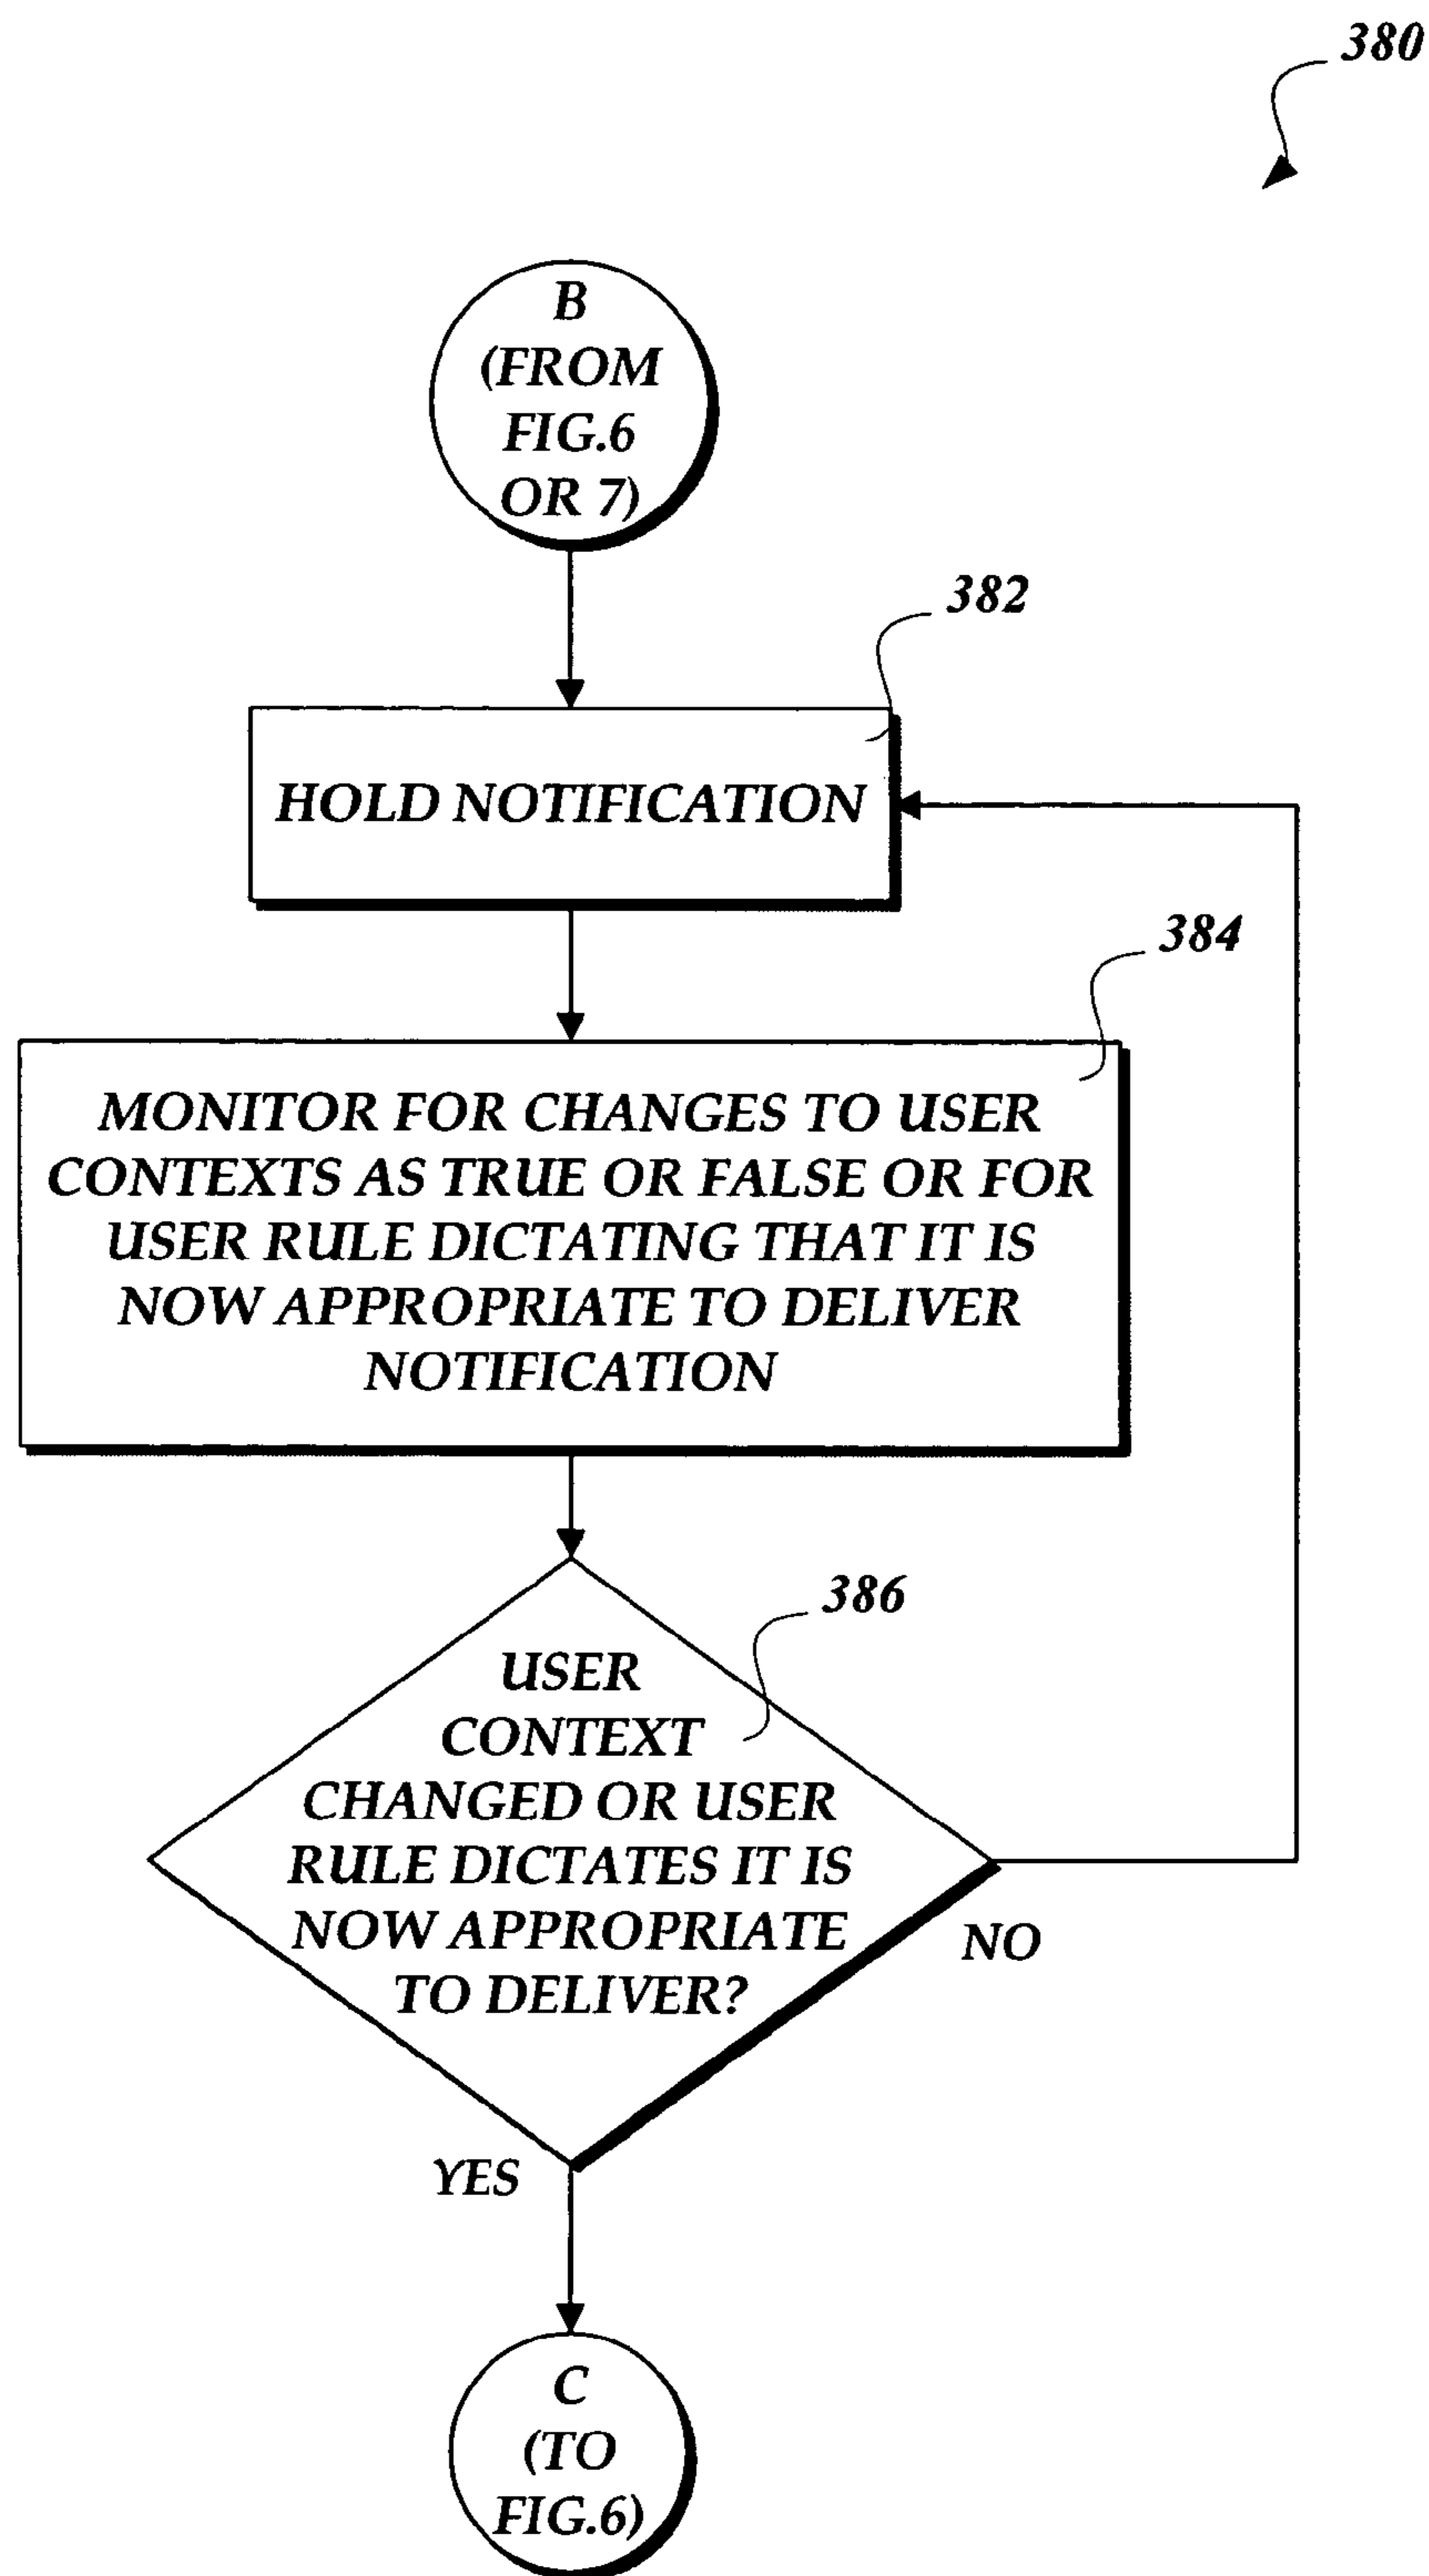 380
B
(FROM
FIG.6
OR 7)
382
HOLD NOTIFICATION
384
MONITOR FOR CHANGES TO USER
CONTEXTS AS TRUE OR FALSE OR FOR
USER RULE DICTATING THAT IT IS
NOW APPROPRIATE TO DELIVER
NOTIFICATION
386
USER
CONTEXT
CHANGED OR USER
RULE DICTATES IT IS
NOW APPROPRIATE
TO DELIVER?
NO
YES
C
(TO
FIG.6)